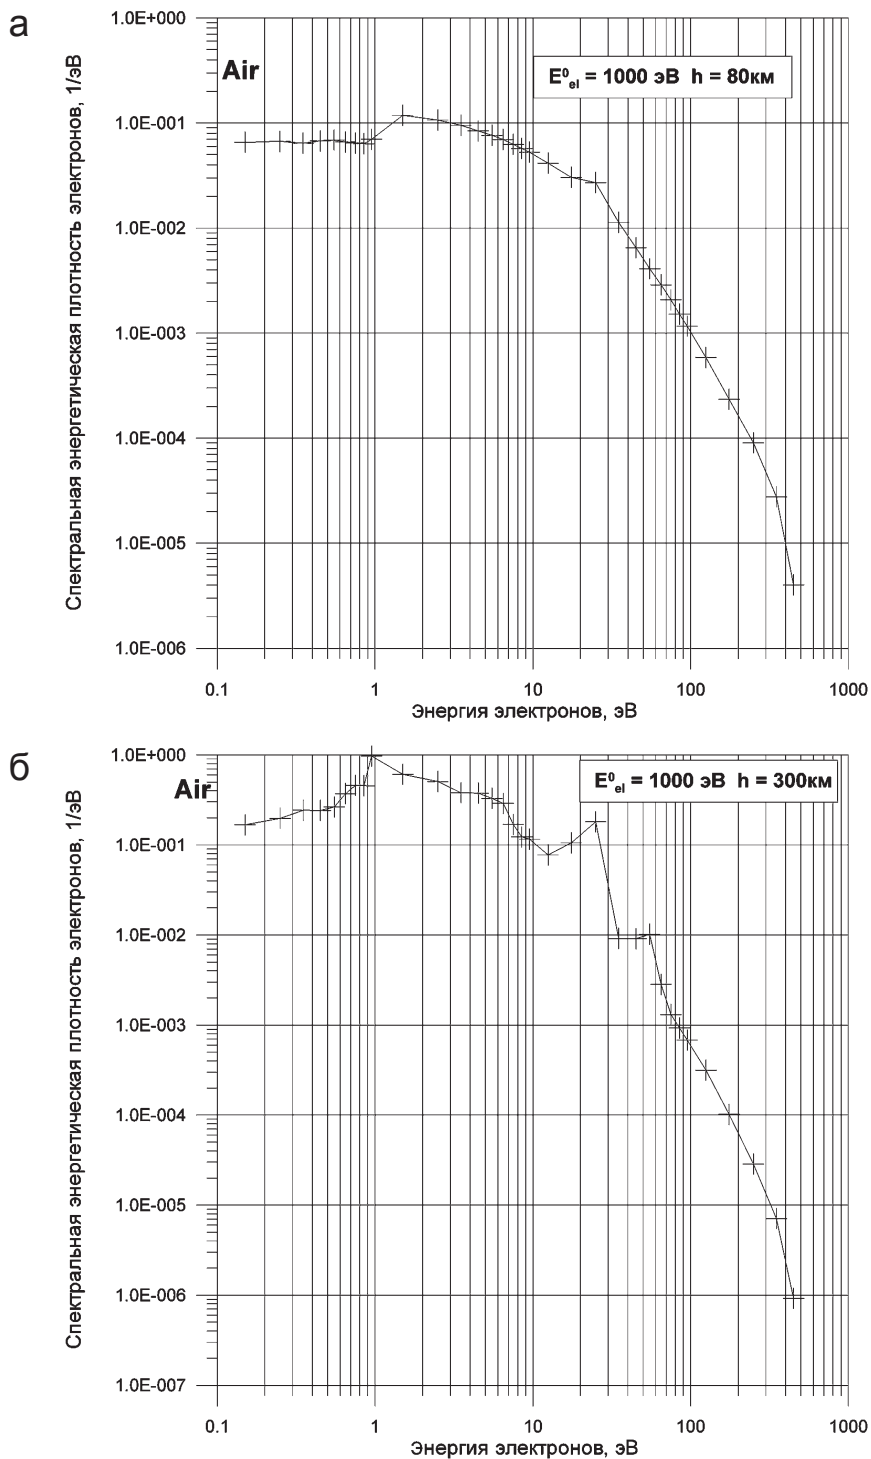 а
Спектральная энергетическая плотность электронов, 1/эВ
1.0E+000
1.0E-001
1.0E-002
1.0E-003
1.0E-004
1.0E-005
1.0E-006
Air
E⁰el = 1000 эВ h = 80км
0.1 1 10 100 1000
Энергия электронов, эВ
б
Спектральная энергетическая плотность электронов, 1/эВ
1.0E+000
1.0E-001
1.0E-002
1.0E-003
1.0E-004
1.0E-005
1.0E-006
1.0E-007
Air
E⁰el = 1000 эВ h = 300км
0.1 1 10 100 1000
Энергия электронов, эВ